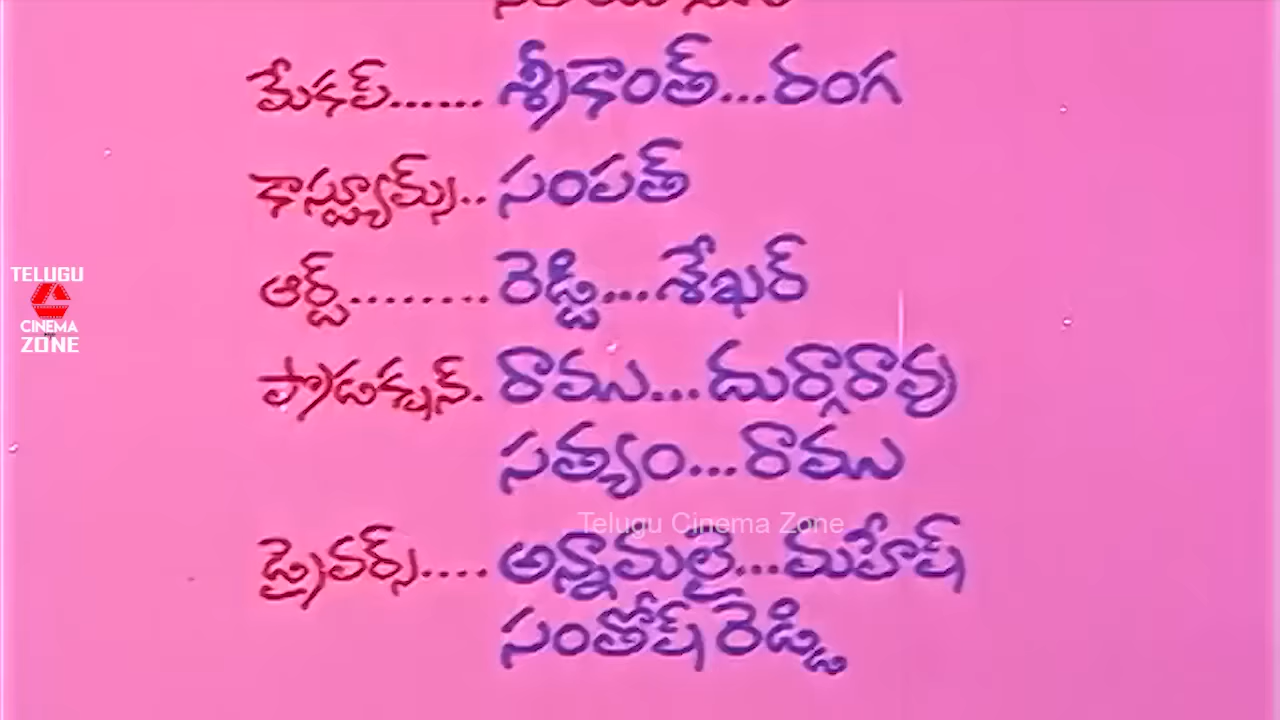 మేకప్...... శ్రీకాంత్...రంగ
కాస్ట్యూమ్స్.. సంపత్
ఆర్ట్........ రెడ్డి...శేఖర్
ప్రొడక్షన్. రాము...దుర్గారావు
సత్యం...రాము
డ్రైవర్స్.... అన్నామలై...మహేష్
సంతోష్ రెడ్డి
TELUGU
CINEMA
ZONE
Telugu Cinema Zone